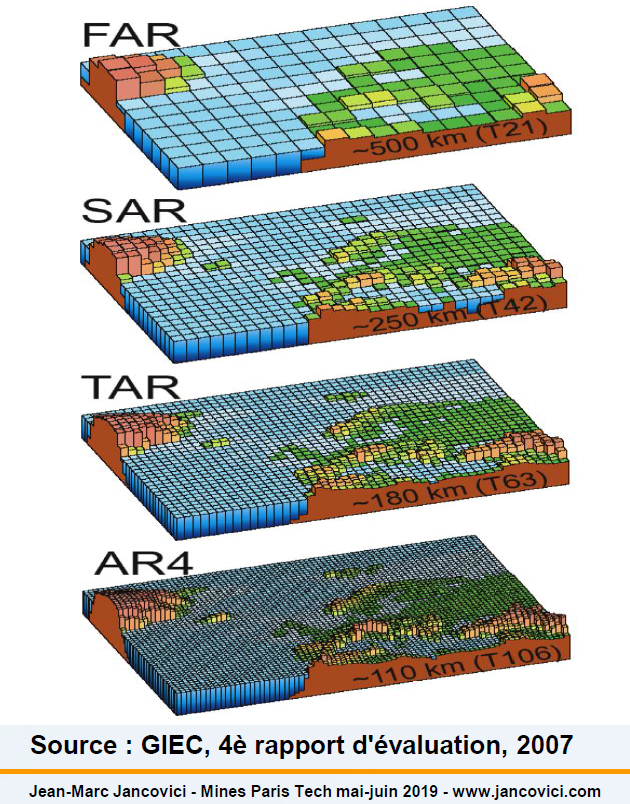 FAR
~500 km (T21)
SAR
~250 km (T42)
TAR
~180 km (T63)
AR4
~110 km (T106)
Source : GIEC, 4è rapport d'évaluation, 2007
Jean-Marc Jancovici - Mines Paris Tech mai-juin 2019 - www.jancovici.com